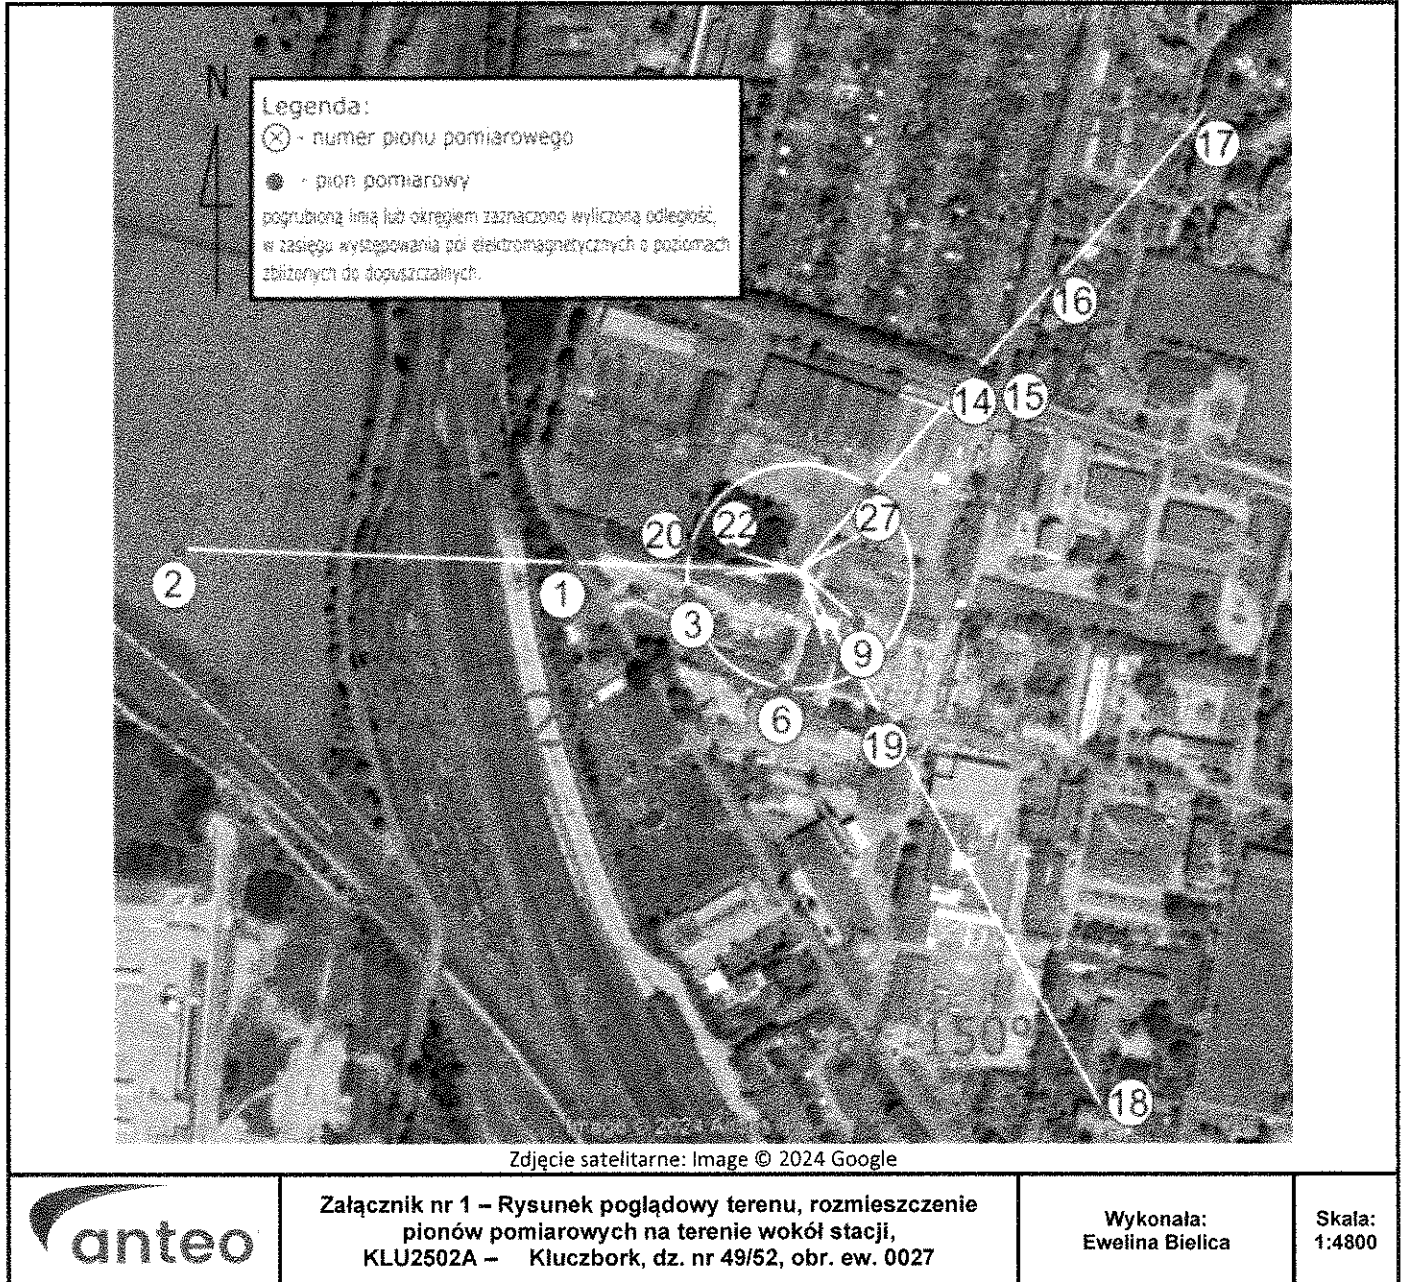 N
Legenda:
- numer pionu pomiarowego
- pion pomiarowy
pogrubioną linią lub okręgiem zaznaczono wyliczoną odległość,
w zasięgu występowania pól elektromagnetycznych o poziomach
zbliżonych do dopuszczalnych.
17
16
14
15
27
20
22
2
1
3
9
6
19
18
Zdjęcie satelitarne: Image © 2024 Google
anteo
Załącznik nr 1 – Rysunek poglądowy terenu, rozmieszczenie
pionów pomiarowych na terenie wokół stacji,
KLU2502A – Kluczbork, dz. nr 49/52, obr. ew. 0027
Wykonała:
Ewelina Bielica
Skala:
1:4800